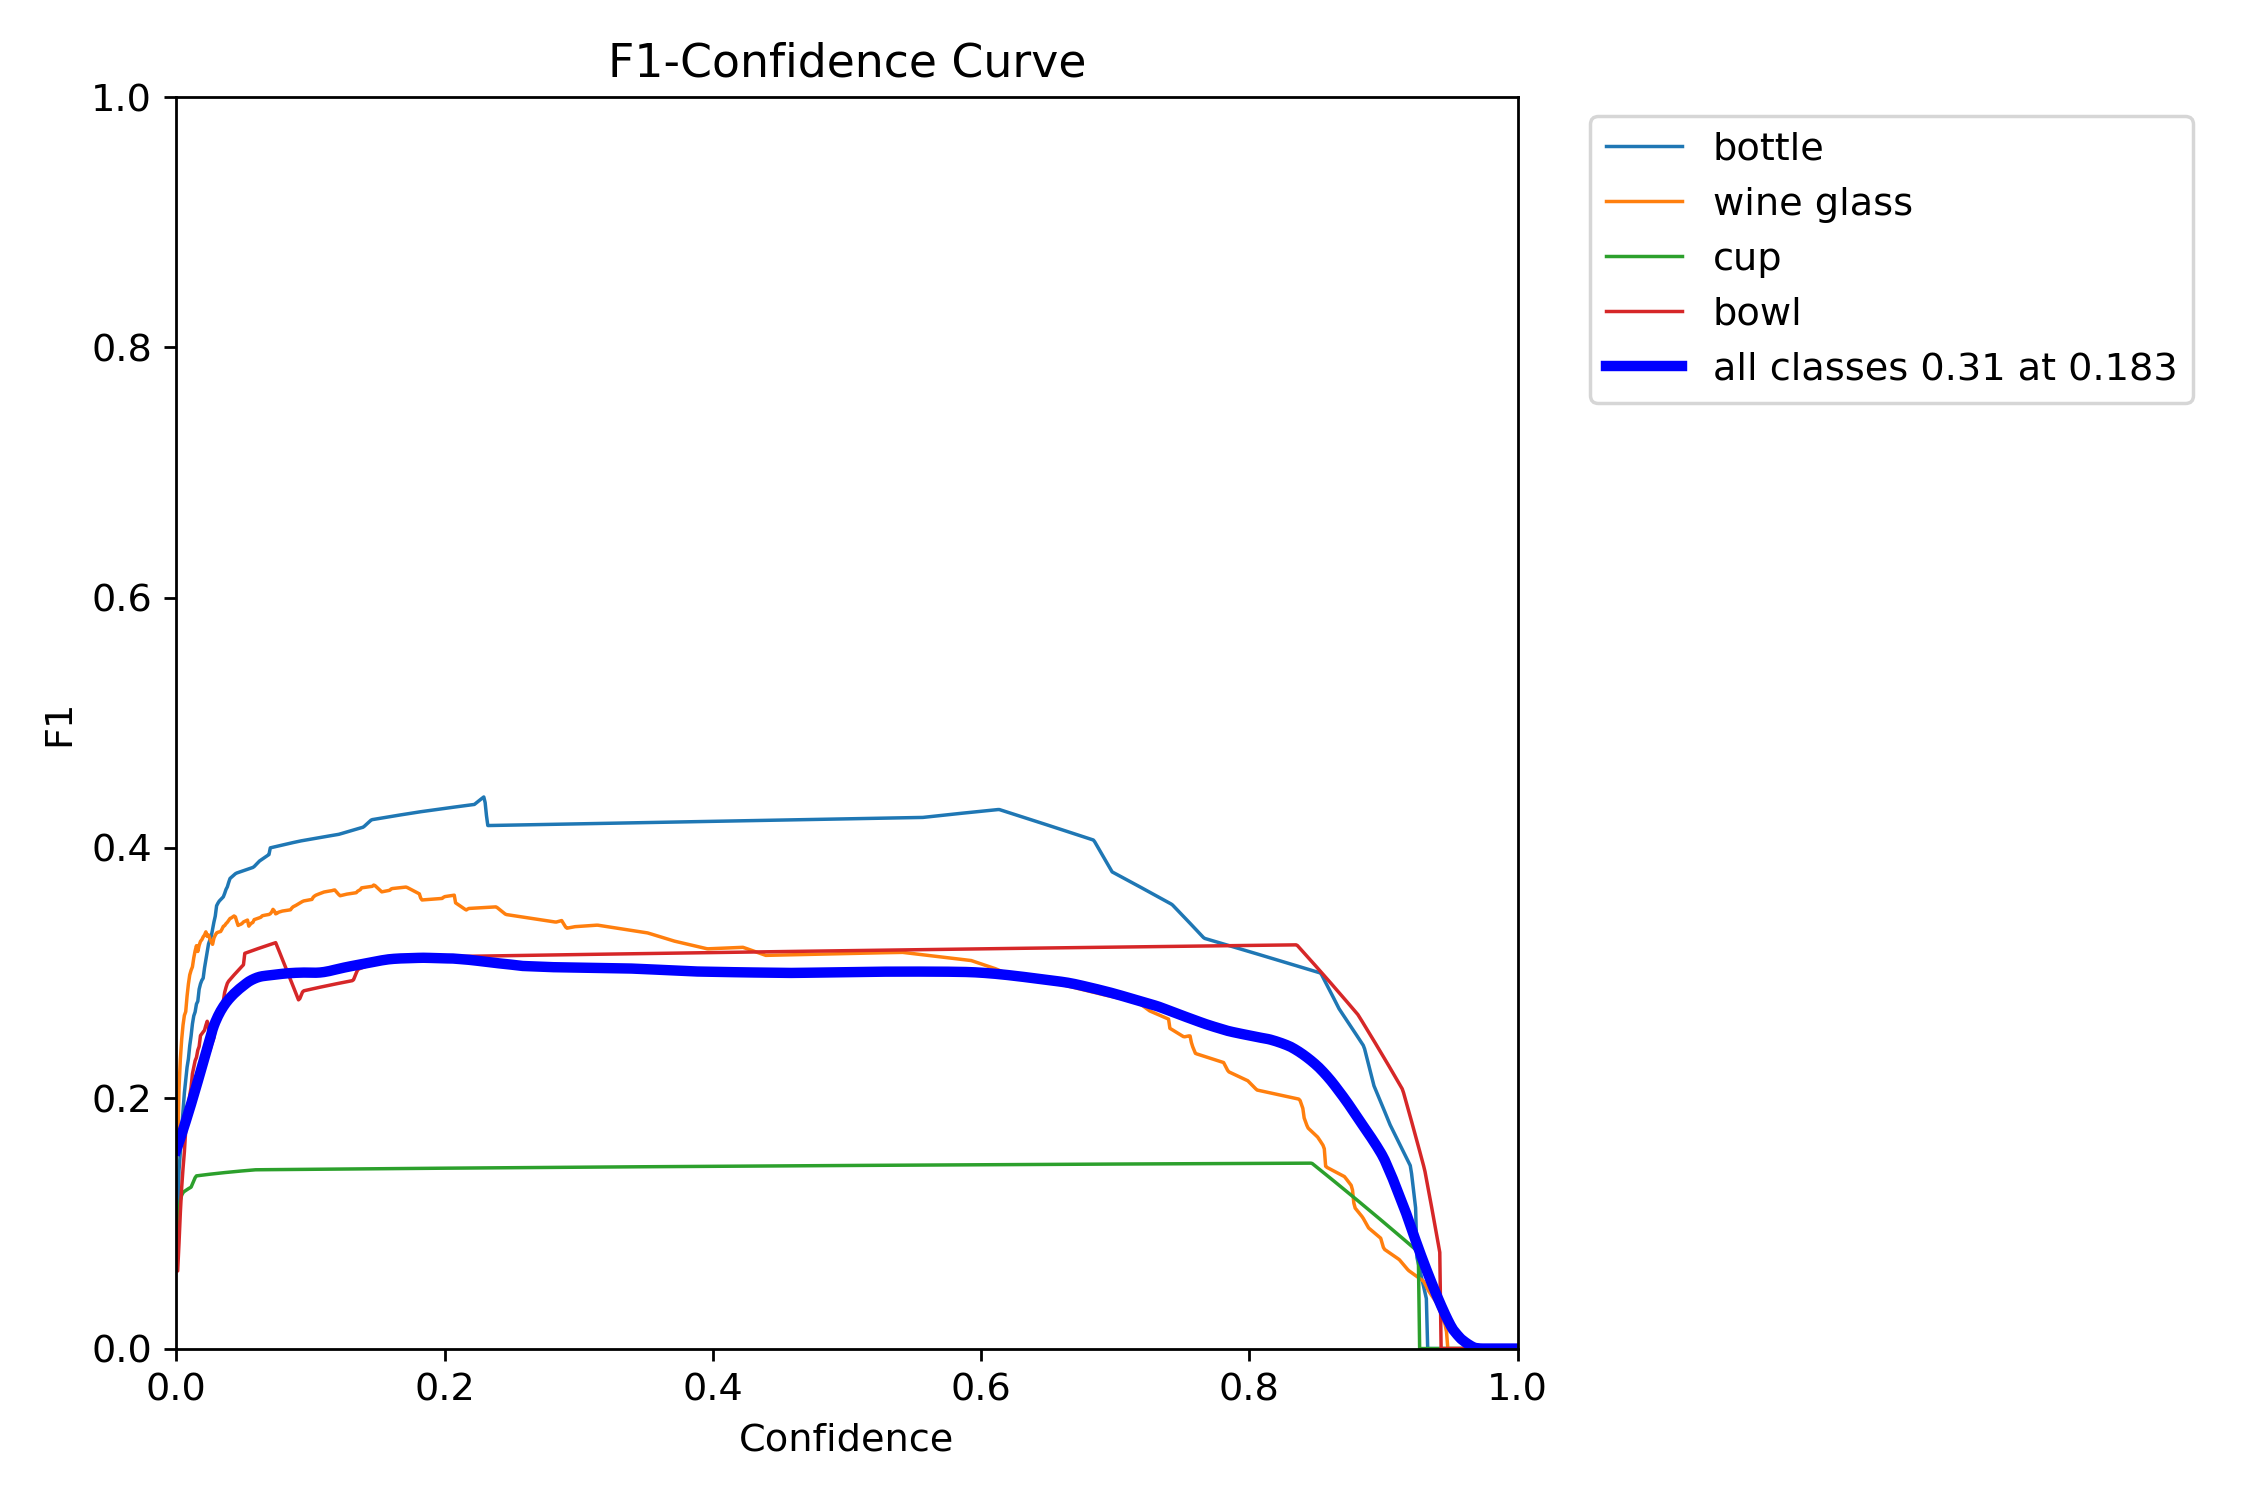 F1-Confidence Curve
1.0
0.8
0.6
0.4
0.2
0.0
F1
0.0 0.2 0.4 0.6 0.8 1.0
Confidence
bottle
wine glass
cup
bowl
all classes 0.31 at 0.183